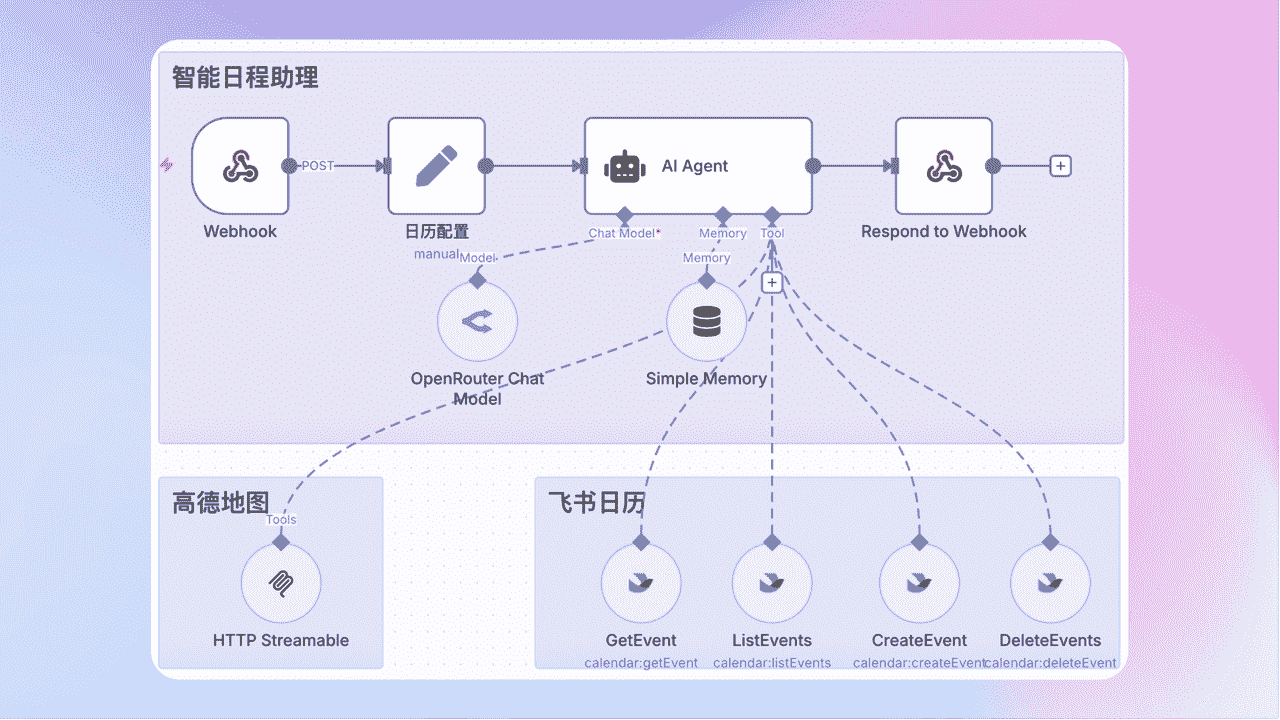 智能日程助理
POST
AI Agent
Webhook
日历配置
manual
Chat Model*
Memory
Tool
Respond to Webhook
Model
Memory
OpenRouter Chat
Model
Simple Memory
高德地图
Tools
HTTP Streamable
飞书日历
GetEvent
calendar:getEvent
ListEvents
calendar:listEvents
CreateEvent
calendar:createEvent
DeleteEvents
calendar:deleteEvent